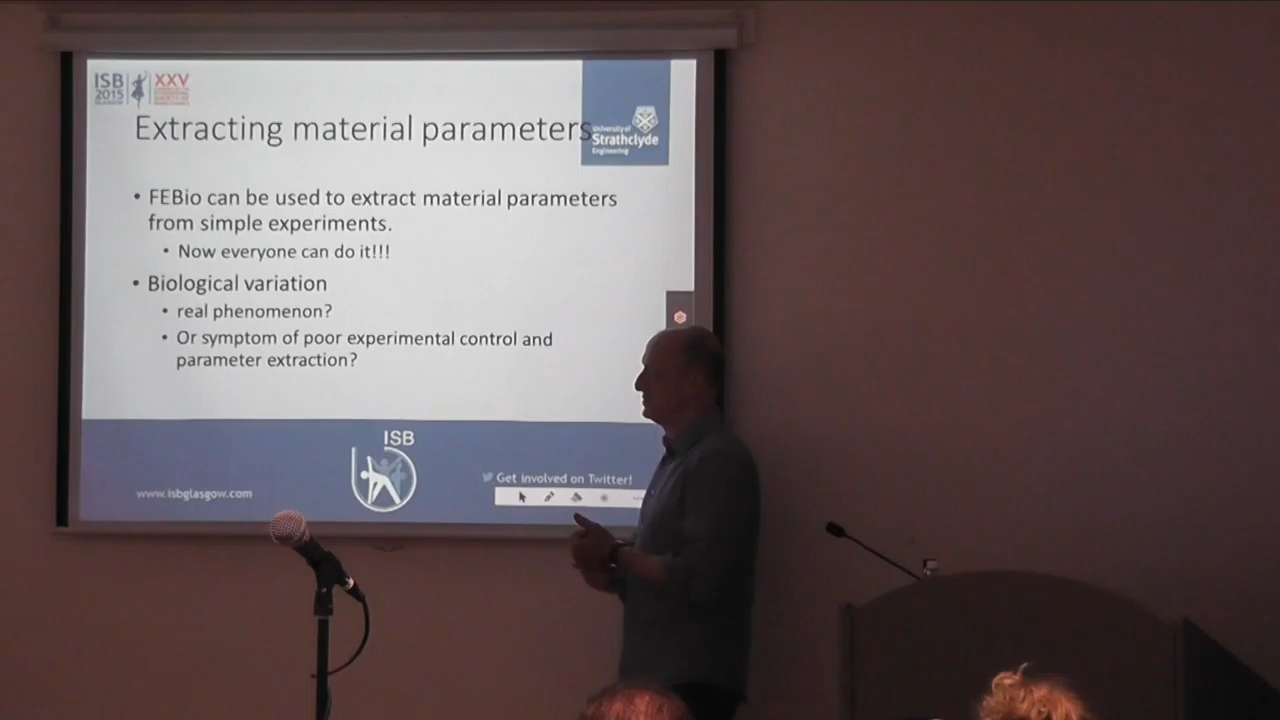 ISB
2015
XXV
Extracting material parameters
University of
Strathclyde
Engineering
• FEBio can be used to extract material parameters
from simple experiments.
• Now everyone can do it!!!
• Biological variation
• real phenomenon?
• Or symptom of poor experimental control and
parameter extraction?
ISB
Get involved on Twitter!
www.isbglasgow.com